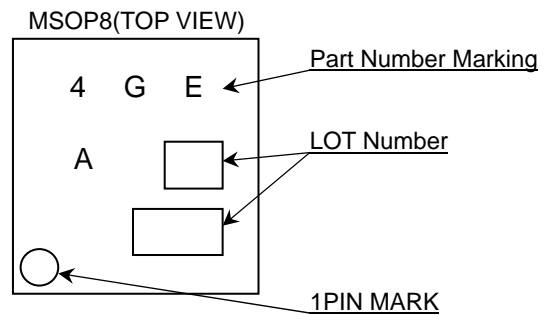 MSOP8(TOP VIEW)
Part Number Marking
4 G E
LOT Number
A
1PIN MARK